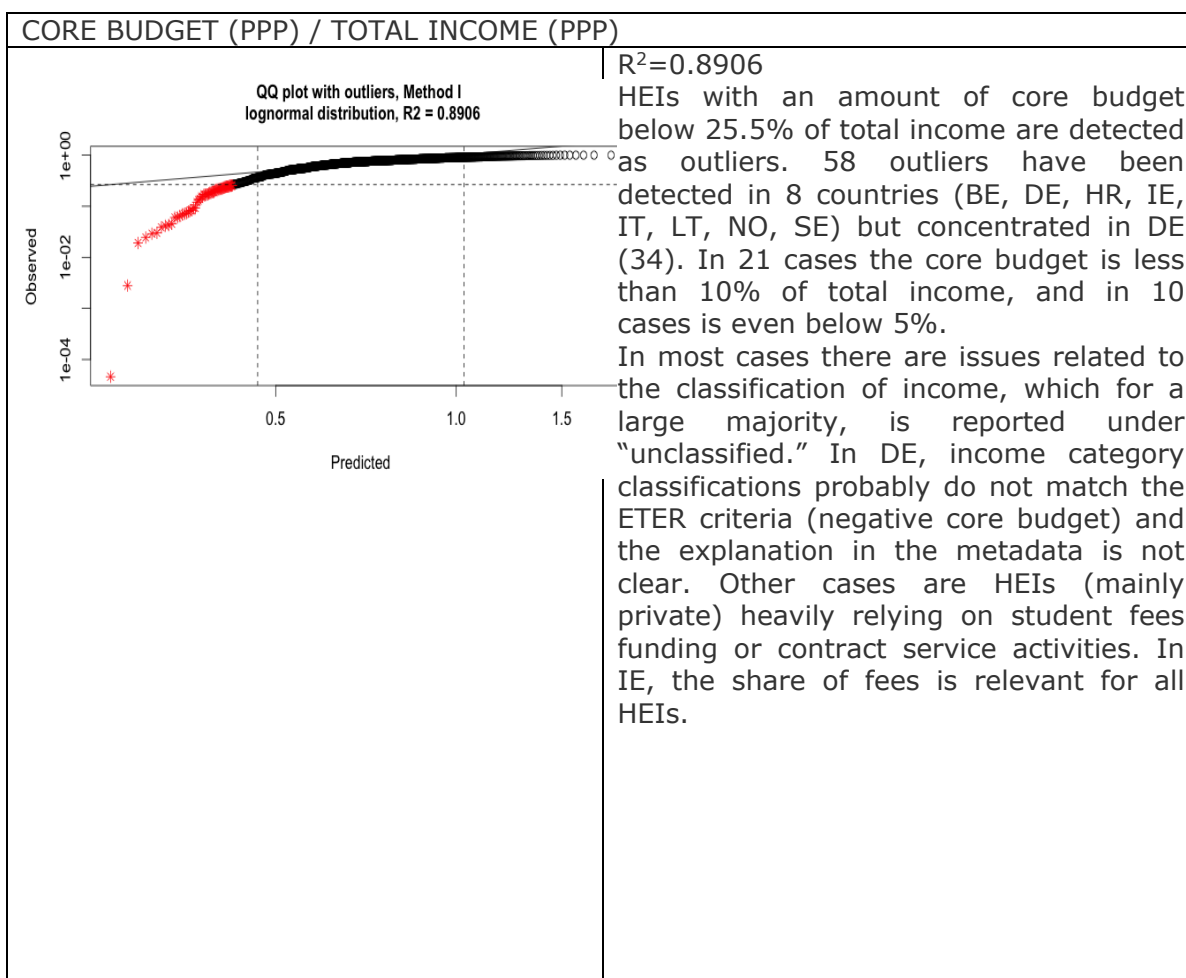 CORE BUDGET (PPP) / TOTAL INCOME (PPP)
QQ plot with outliers, Method I
lognormal distribution, R2 = 0.8906
Observed
1e+00
1e-02
1e-04
0.5 1.0 1.5
Predicted
R²=0.8906
HEIs with an amount of core budget
below 25.5% of total income are detected
as outliers. 58 outliers have been
detected in 8 countries (BE, DE, HR, IE,
IT, LT, NO, SE) but concentrated in DE
(34). In 21 cases the core budget is less
than 10% of total income, and in 10
cases is even below 5%.
In most cases there are issues related to
the classification of income, which for a
large majority, is reported under
“unclassified.” In DE, income category
classifications probably do not match the
ETER criteria (negative core budget) and
the explanation in the metadata is not
clear. Other cases are HEIs (mainly
private) heavily relying on student fees
funding or contract service activities. In
IE, the share of fees is relevant for all
HEIs.